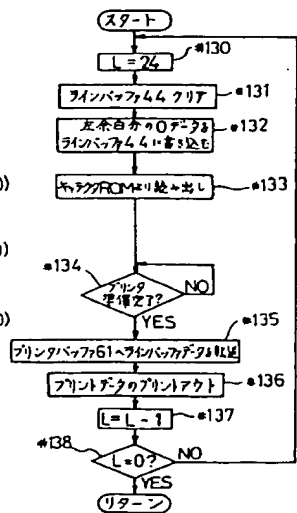 スタート
#130
L=24
#131
ラインバッファ44 クリア
#132
左余白分の0データを
ラインバッファ44に書き込む
#133
キャラクタROMより読み出し
#134
プリンタ
準備完了?
NO
YES
#135
プリンタバッファ61へラインバッファデータを転送
#136
プリントデータのプリントアウト
#137
L=L-1
#138
L=0?
NO
YES
リターン